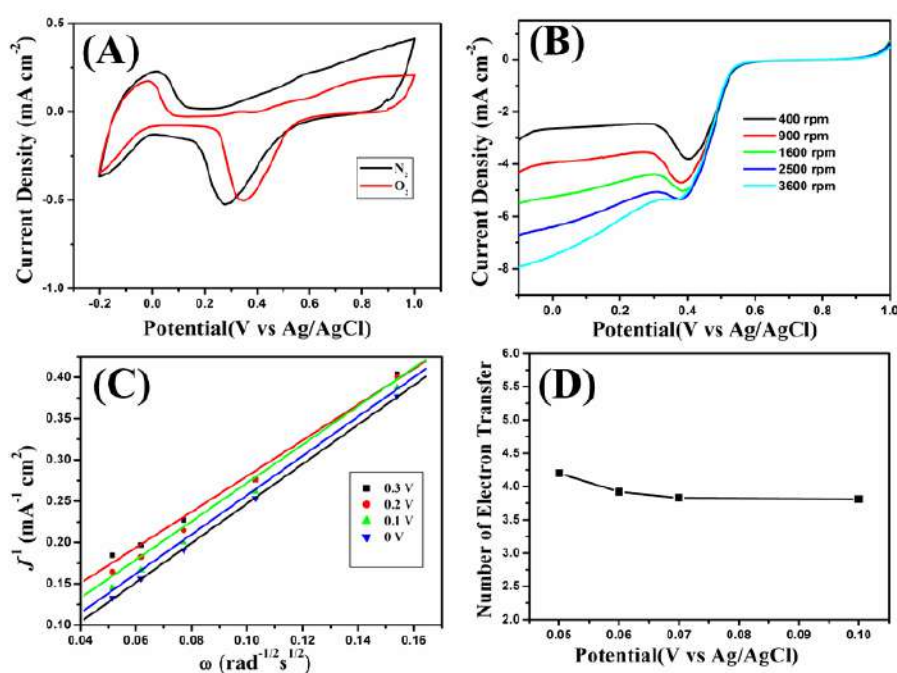 (A)
0.5
0.0
-0.5
-1.0
Current Density (mA cm⁻²)
N₂
O₂
-0.2 0.0 0.2 0.4 0.6 0.8 1.0
Potential(V vs Ag/AgCl)
(B)
0
-2
-4
-6
-8
Current Density (mA cm⁻²)
400 rpm
900 rpm
1600 rpm
2500 rpm
3600 rpm
0.0 0.2 0.4 0.6 0.8 1.0
Potential(V vs Ag/AgCl)
(C)
0.40
0.35
0.30
0.25
0.20
0.15
0.10
J⁻¹ (mA⁻¹ cm²)
0.3 V
0.2 V
0.1 V
0 V
0.04 0.06 0.08 0.10 0.12 0.14 0.16
ω (rad⁻¹/² s¹/²)
(D)
6.0
5.5
5.0
4.5
4.0
3.5
3.0
2.5
2.0
Number of Electron Transfer
0.05 0.06 0.07 0.08 0.09 0.10
Potential(V vs Ag/AgCl)